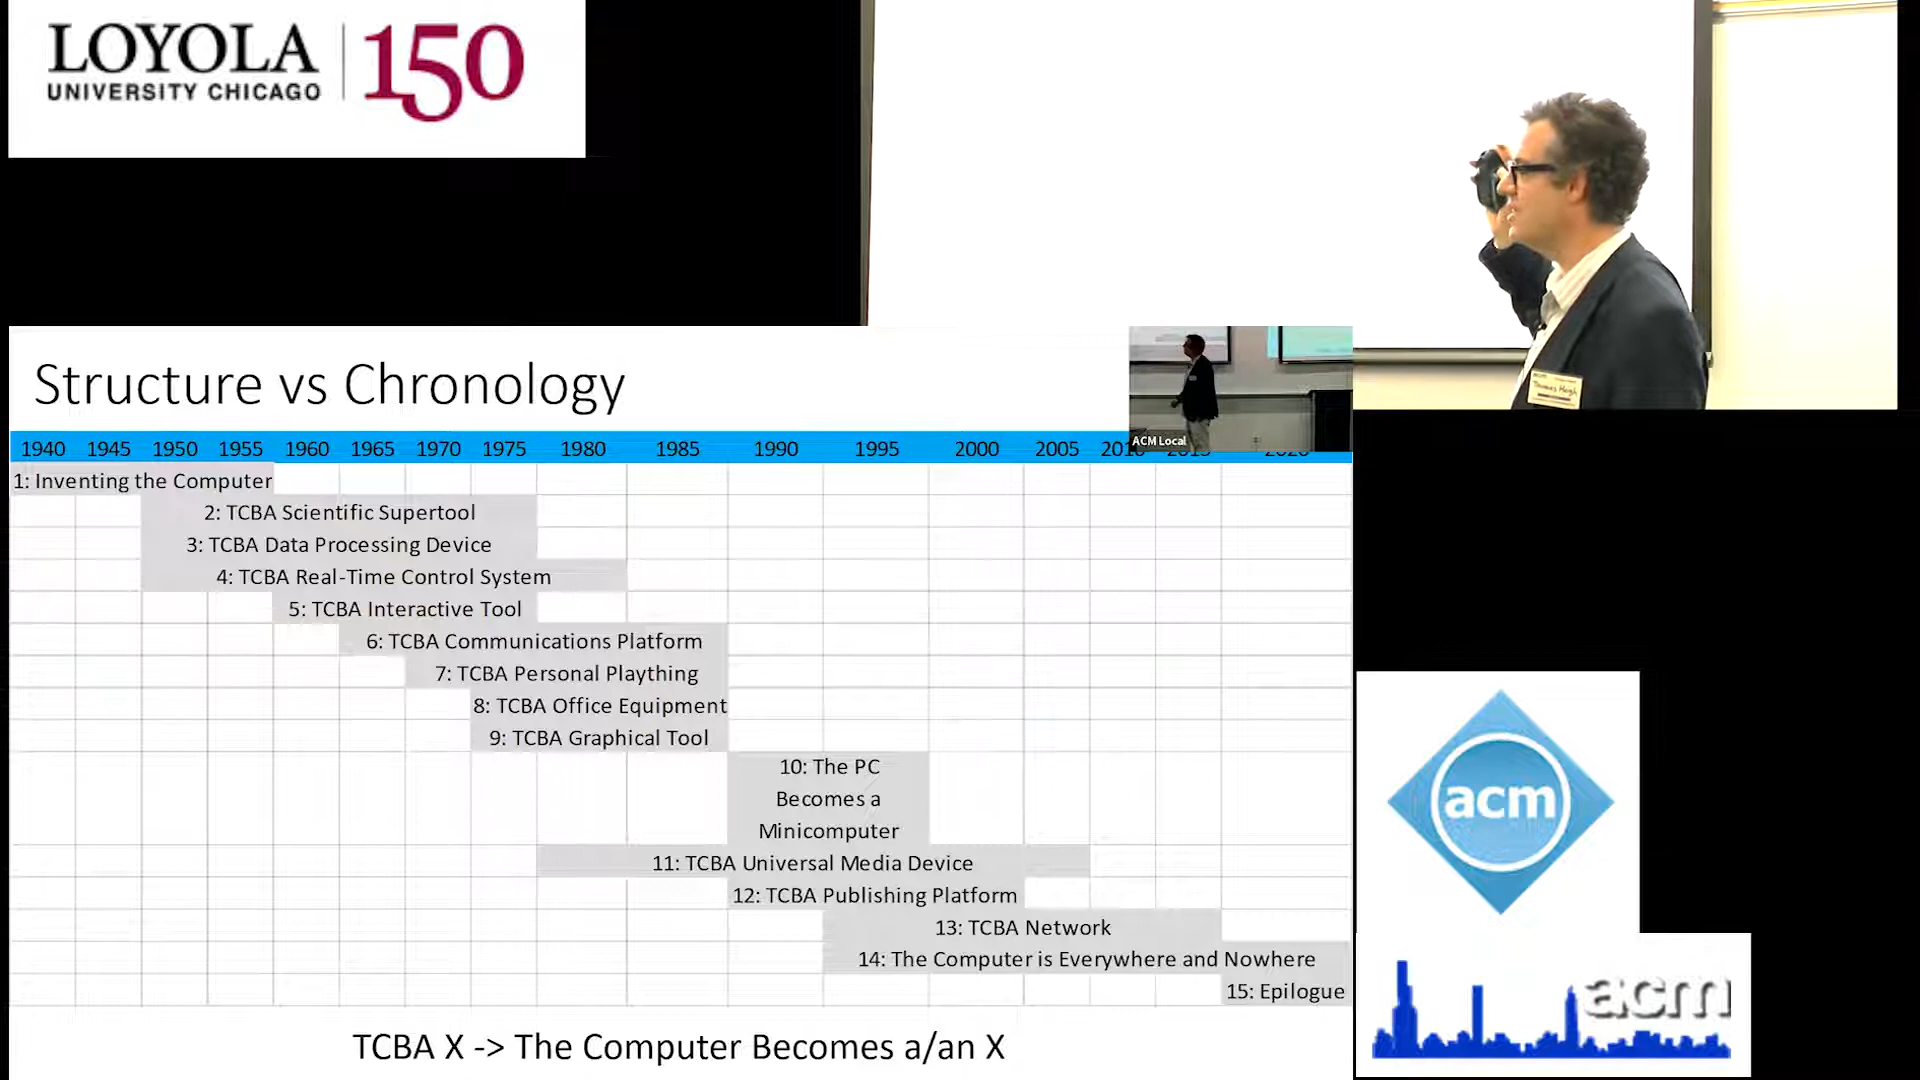 LOYOLA 150
UNIVERSITY CHICAGO
Thomas Haigh
Structure vs Chronology
ACM Local
1940 1945 1950 1955 1960 1965 1970 1975 1980 1985 1990 1995 2000 2005 2010 2015 2020
1: Inventing the Computer
2: TCBA Scientific Supertool
3: TCBA Data Processing Device
4: TCBA Real-Time Control System
5: TCBA Interactive Tool
6: TCBA Communications Platform
7: TCBA Personal Plaything
8: TCBA Office Equipment
9: TCBA Graphical Tool
10: The PC
Becomes a
Minicomputer
11: TCBA Universal Media Device
12: TCBA Publishing Platform
13: TCBA Network
14: The Computer is Everywhere and Nowhere
15: Epilogue
TCBA X -> The Computer Becomes a/an X
acm
acm